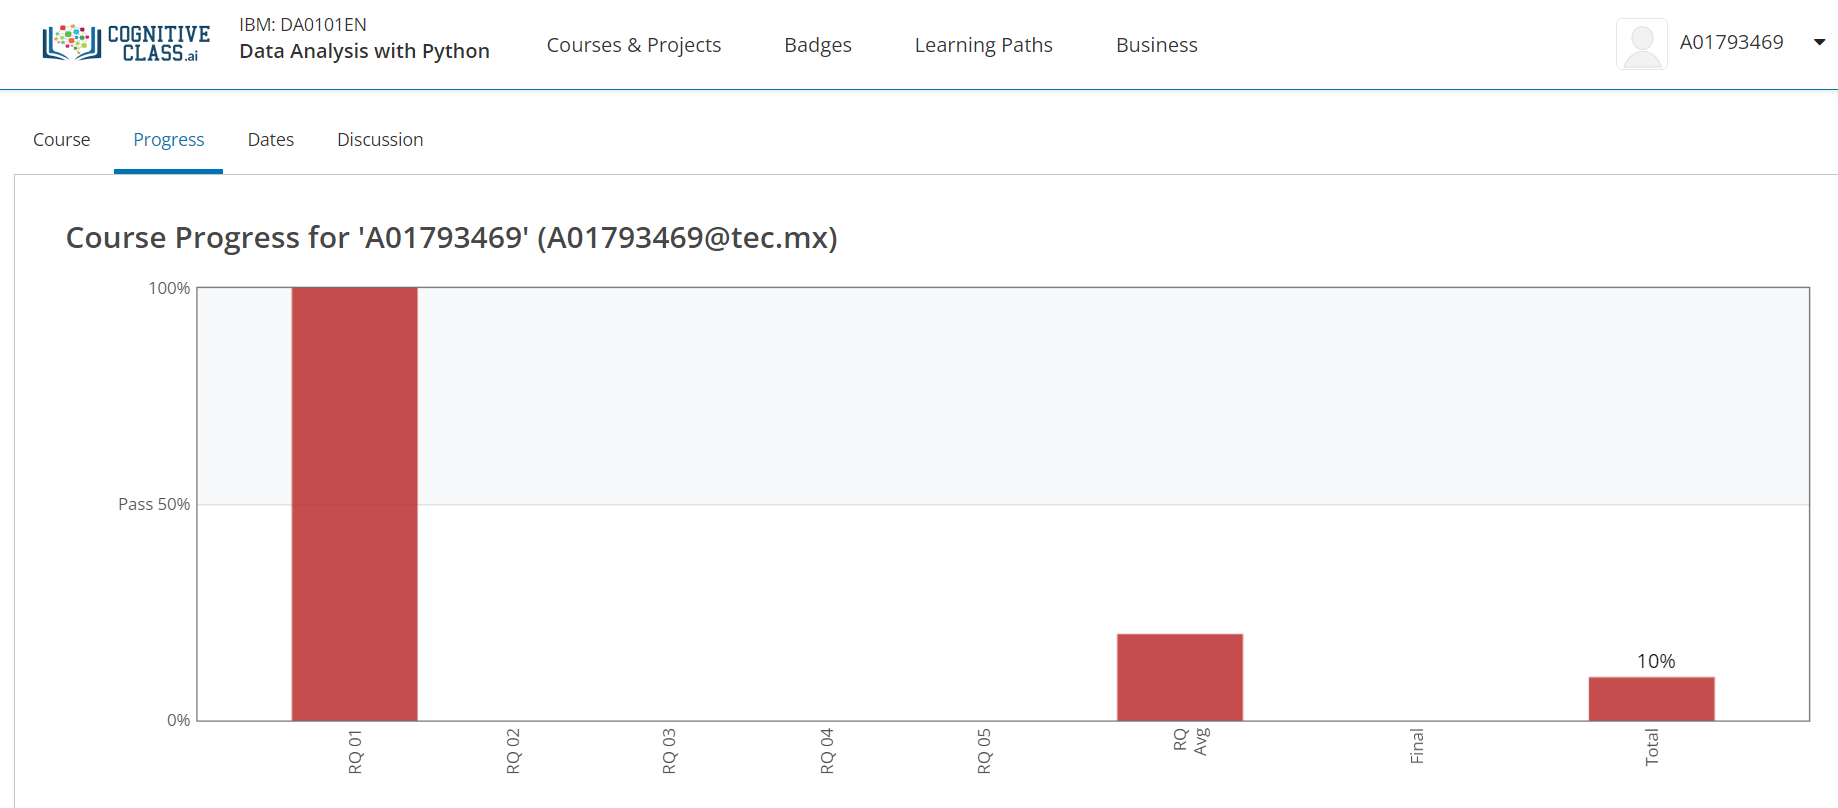 COGNITIVE
CLASS.ai
IBM: DA0101EN
Data Analysis with Python
Courses & Projects
Badges
Learning Paths
Business
A01793469
Course
Progress
Dates
Discussion
Course Progress for 'A01793469' (A01793469@tec.mx)
100%
Pass 50%
0%
10%
RQ 01
RQ 02
RQ 03
RQ 04
RQ 05
RQ
Avg
Final
Total